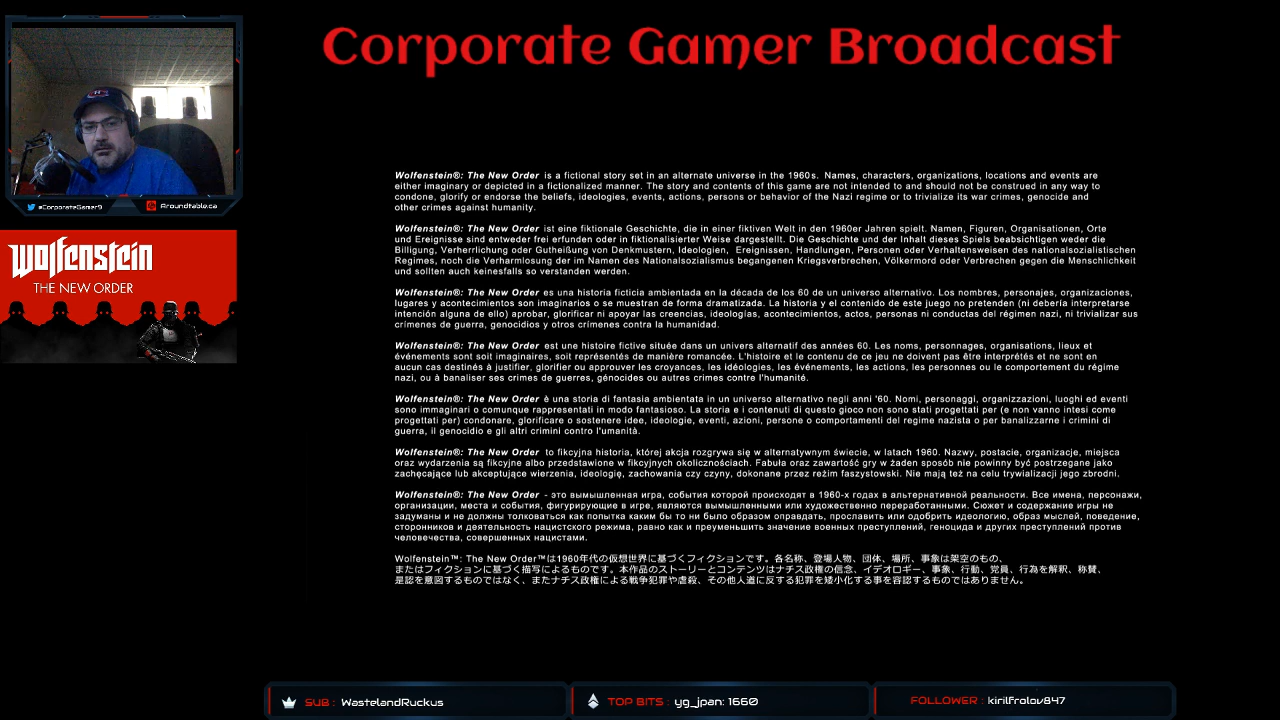 Corporate Gamer Broadcast
@CorporateGamer9
Aroundtable.ca
Wolfenstein
THE NEW ORDER
Wolfenstein®: The New Order is a fictional story set in an alternate universe in the 1960s. Names, characters, organizations, locations and events are
either imaginary or depicted in a fictionalized manner. The story and contents of this game are not intended to and should not be construed in any way to
condone, glorify or endorse the beliefs, ideologies, events, actions, persons or behavior of the Nazi regime or to trivialize its war crimes, genocide and
other crimes against humanity.
Wolfenstein®: The New Order ist eine fiktionale Geschichte, die in einer fiktiven Welt in den 1960er Jahren spielt. Namen, Figuren, Organisationen, Orte
und Ereignisse sind entweder frei erfunden oder in fiktionalisierter Weise dargestellt. Die Geschichte und der Inhalt dieses Spiels beabsichtigen weder die
Billigung, Verherrlichung oder Gutheißung von Denkmustern, Ideologien, Ereignissen, Handlungen, Personen oder Verhaltensweisen des nationalsozialistischen
Regimes, noch die Verharmlosung der im Namen des Nationalsozialismus begangenen Kriegsverbrechen, Völkermord oder Verbrechen gegen die Menschlichkeit
und sollten auch keinesfalls so verstanden werden.
Wolfenstein®: The New Order es una historia ficticia ambientada en la década de los 60 de un universo alternativo. Los nombres, personajes, organizaciones,
lugares y acontecimientos son imaginarios o se muestran de forma dramatizada. La historia y el contenido de este juego no pretenden (ni debería interpretarse
intención alguna de ello) aprobar, glorificar ni apoyar las creencias, ideologías, acontecimientos, actos, personas ni conductas del régimen nazi, ni trivializar sus
crímenes de guerra, genocidios y otros crímenes contra la humanidad.
Wolfenstein®: The New Order est une histoire fictive située dans un univers alternatif des années 60. Les noms, personnages, organisations, lieux et
événements sont soit imaginaires, soit représentés de manière romancée. L'histoire et le contenu de ce jeu ne doivent pas être interprétés et ne sont en
aucun cas destinés à justifier, glorifier ou approuver les croyances, les idéologies, les événements, les actions, les personnes ou le comportement du régime
nazi, ou à banaliser ses crimes de guerres, génocides ou autres crimes contre l'humanité.
Wolfenstein®: The New Order è una storia di fantasia ambientata in un universo alternativo negli anni '60. Nomi, personaggi, organizzazioni, luoghi ed eventi
sono immaginari o comunque rappresentati in modo fantasioso. La storia e i contenuti di questo gioco non sono stati progettati per (e non vanno intesi come
progettati per) condonare, glorificare o sostenere idee, ideologie, eventi, azioni, persone o comportamenti del regime nazista o per banalizzarne i crimini di
guerra, il genocidio e gli altri crimini contro l'umanità.
Wolfenstein®: The New Order to fikcyjna historia, której akcja rozgrywa się w alternatywnym świecie, w latach 1960. Nazwy, postacie, organizacje, miejsca
oraz wydarzenia są fikcyjne albo przedstawione w fikcyjnych okolicznościach. Fabuła oraz zawartość gry w żaden sposób nie powinny być postrzegane jako
zachęcające lub akceptujące wierzenia, ideologię, zachowania czy czyny, dokonane przez reżim faszystowski. Nie mają też na celu trywializacji jego zbrodni.
Wolfenstein®: The New Order - это вымышленная игра, события которой происходят в 1960-х годах в альтернативной реальности. Все имена, персонажи,
организации, места и события, фигурирующие в игре, являются вымышленными или художественно переработанными. Сюжет и содержание игры не
задуманы и не должны толковаться как попытка каким бы то ни было образом оправдать, прославить или одобрить идеологию, образ мыслей, поведение,
сторонников и деятельность нацистского режима, равно как и преуменьшить значение военных преступлений, геноцида и других преступлений против
человечества, совершенных нацистами.
Wolfenstein™: The New Order™は1960年代の仮想世界に基づくフィクションです。各名称、登場人物、団体、場所、事象は架空のもの、
またはフィクションに基づく描写によるものです。本作品のストーリーとコンテンツはナチス政権の信念、イデオロギー、事象、行動、党員、行為を解釈、称賛、
是認を意図するものではなく、またナチス政権による戦争犯罪や虐殺、その他人道に反する犯罪を矮小化する事を容認するものではありません。
SUB : WastelandRuckus
TOP BITS : yg_jpan: 1660
FOLLOWER : kirilfrolov847